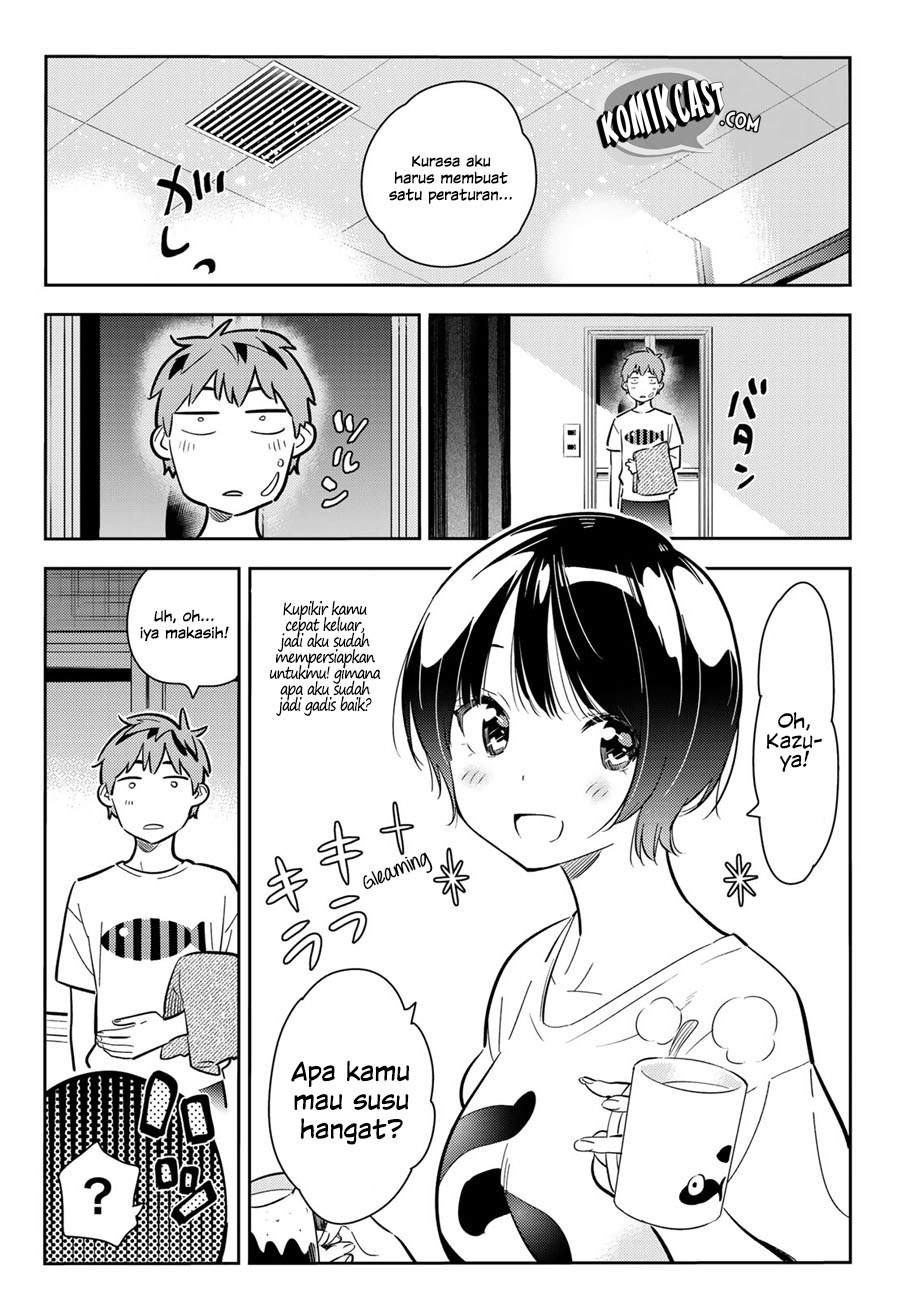 KOMIKCAST
.COM
Kurasa aku
harus membuat
satu peraturan...
ガシっ
バタン
ツルン
Oh,
Kazu-
ya!
Kupikir kamu
cepat keluar,
jadi aku sudah
mempersiapkan
untukmu! gimana
apa aku sudah
jadi gadis baik?
キラ
キラ
Gleaming
Apa kamu
mau susu
hangat?
Uh, oh...
iya makasih!
?